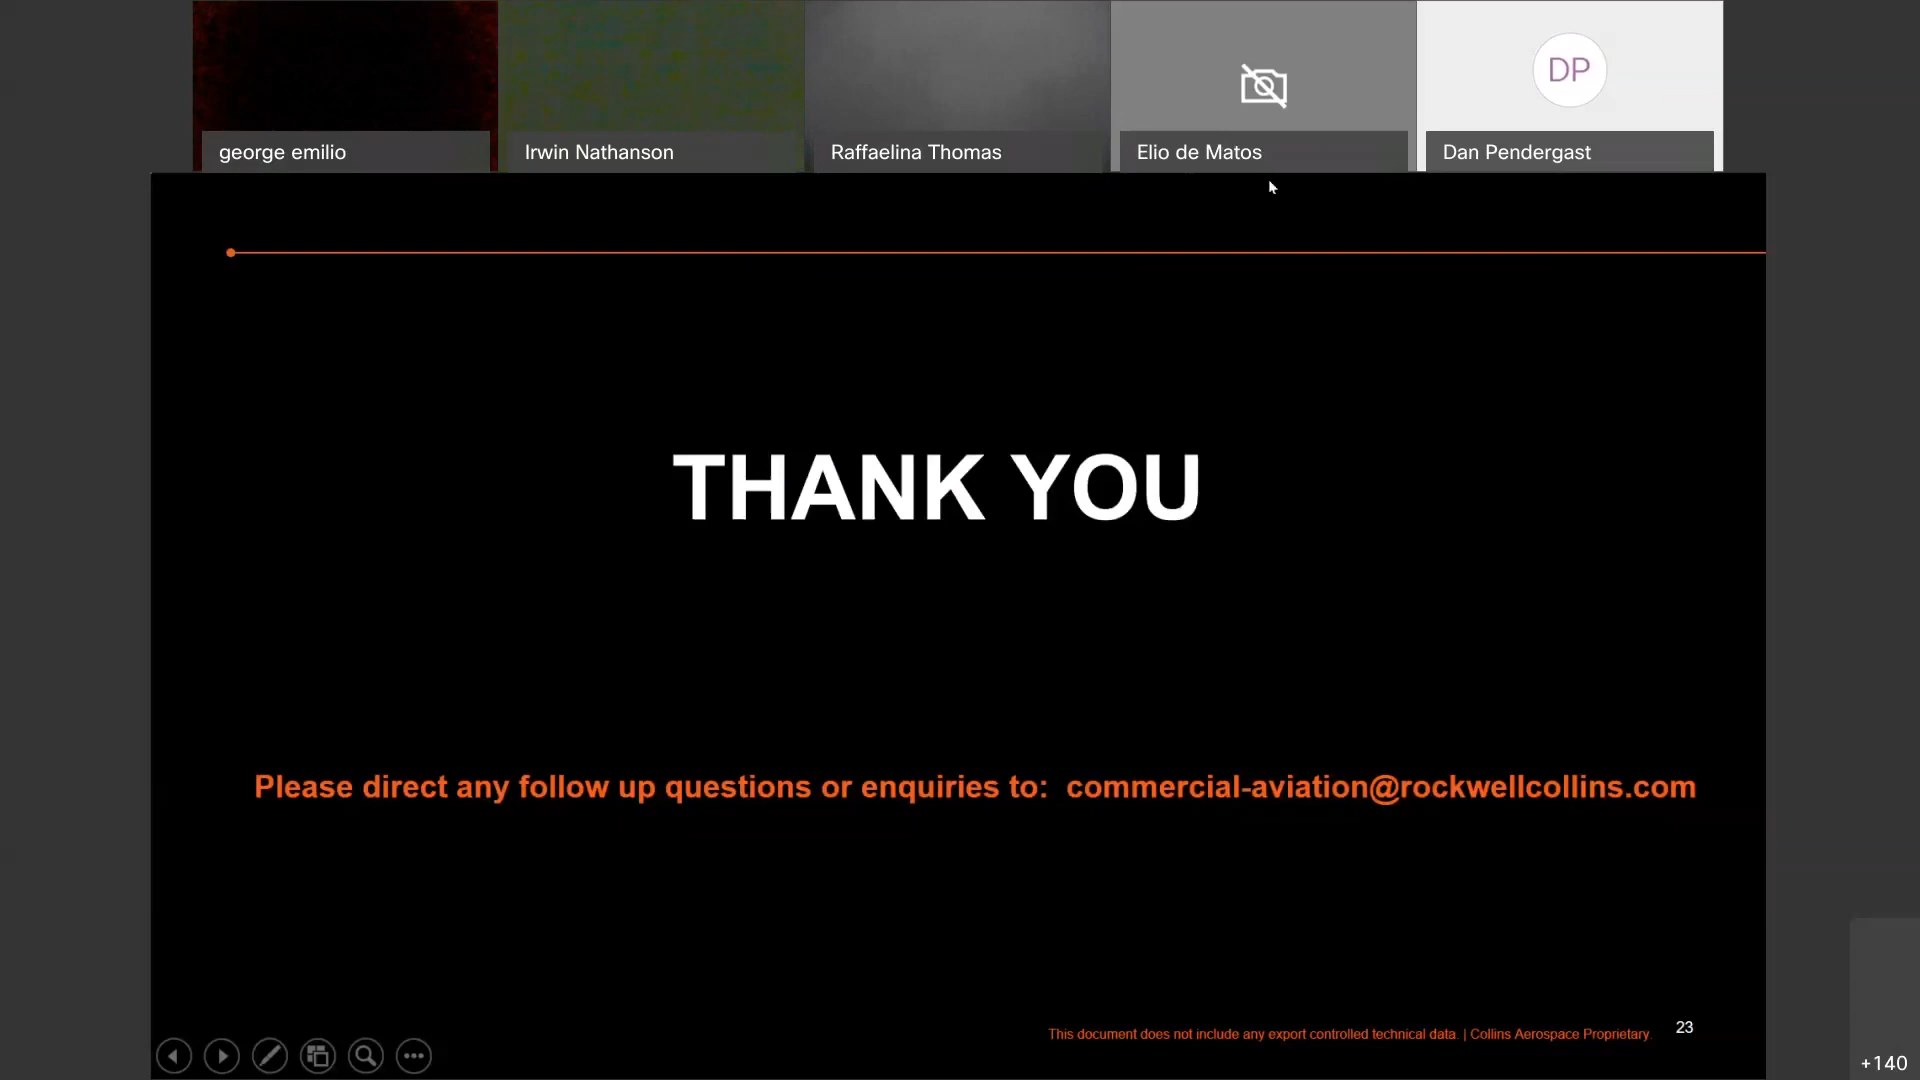 george emilio
Irwin Nathanson
Raffaelina Thomas
Elio de Matos
DP
Dan Pendergast
THANK YOU
Please direct any follow up questions or enquiries to: commercial-aviation@rockwellcollins.com
This document does not include any export controlled technical data. | Collins Aerospace Proprietary.
23
+140